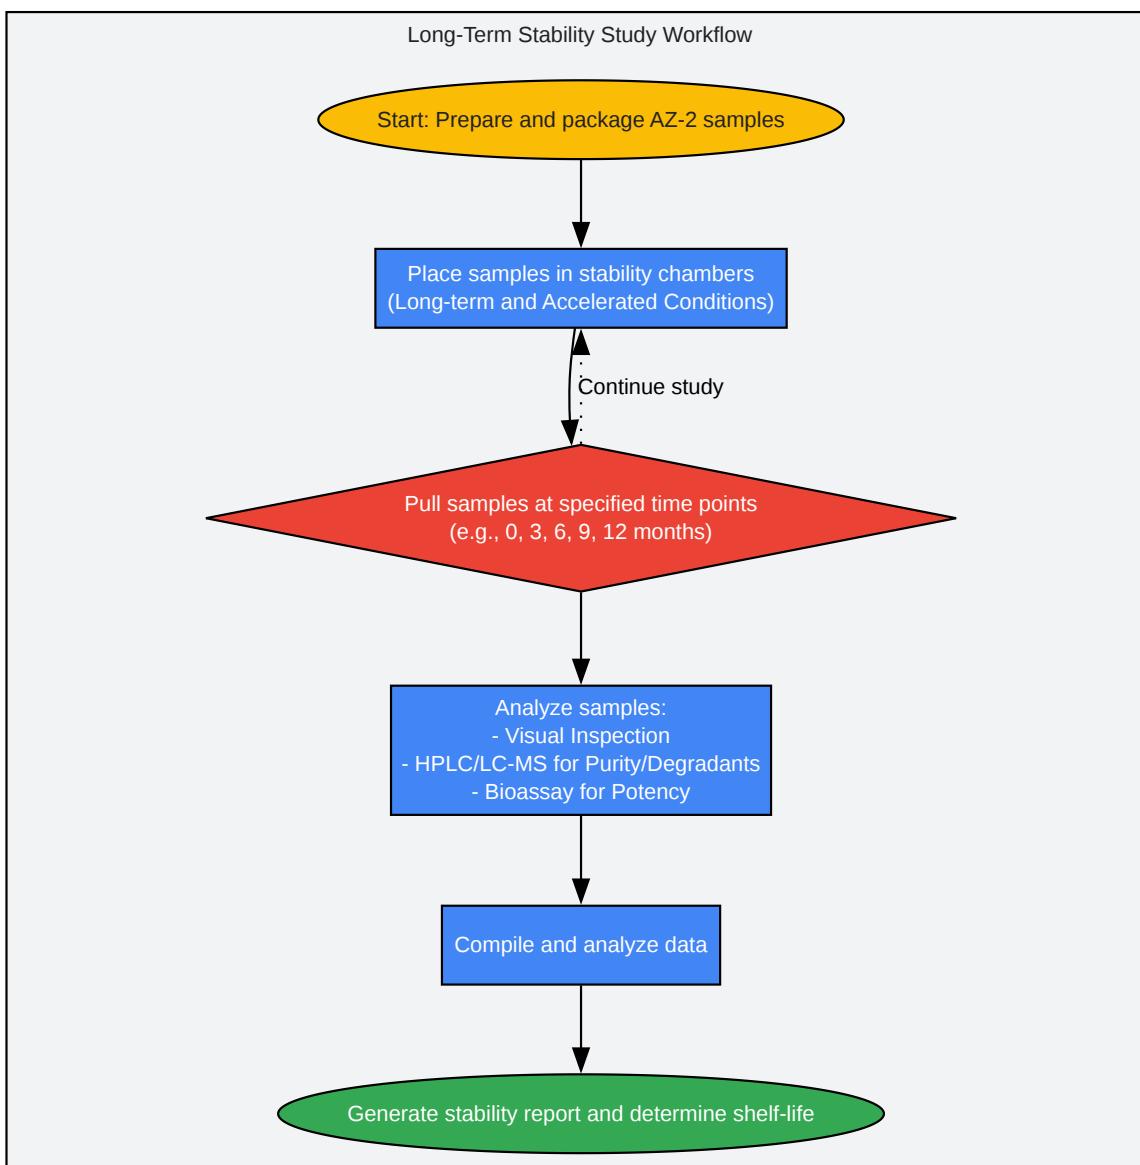 Long-Term Stability Study Workflow
Start: Prepare and package AZ-2 samples
Place samples in stability chambers
(Long-term and Accelerated Conditions)
Continue study
Pull samples at specified time points
(e.g., 0, 3, 6, 9, 12 months)
Analyze samples:
- Visual Inspection
- HPLC/LC-MS for Purity/Degradants
- Bioassay for Potency
Compile and analyze data
Generate stability report and determine shelf-life